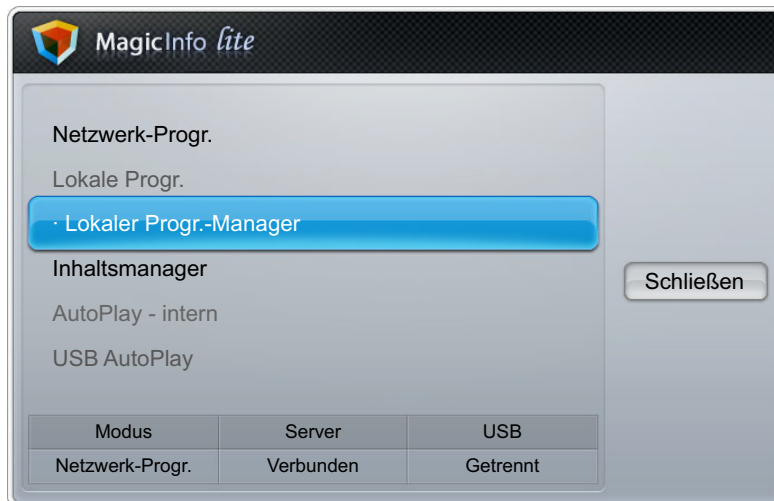 MagicInfo lite
Netzwerk-Progr.
Lokale Progr.
· Lokaler Progr.-Manager
Inhaltsmanager
AutoPlay - intern
USB AutoPlay
Schließen
Modus Server USB
Netzwerk-Progr. Verbunden Getrennt